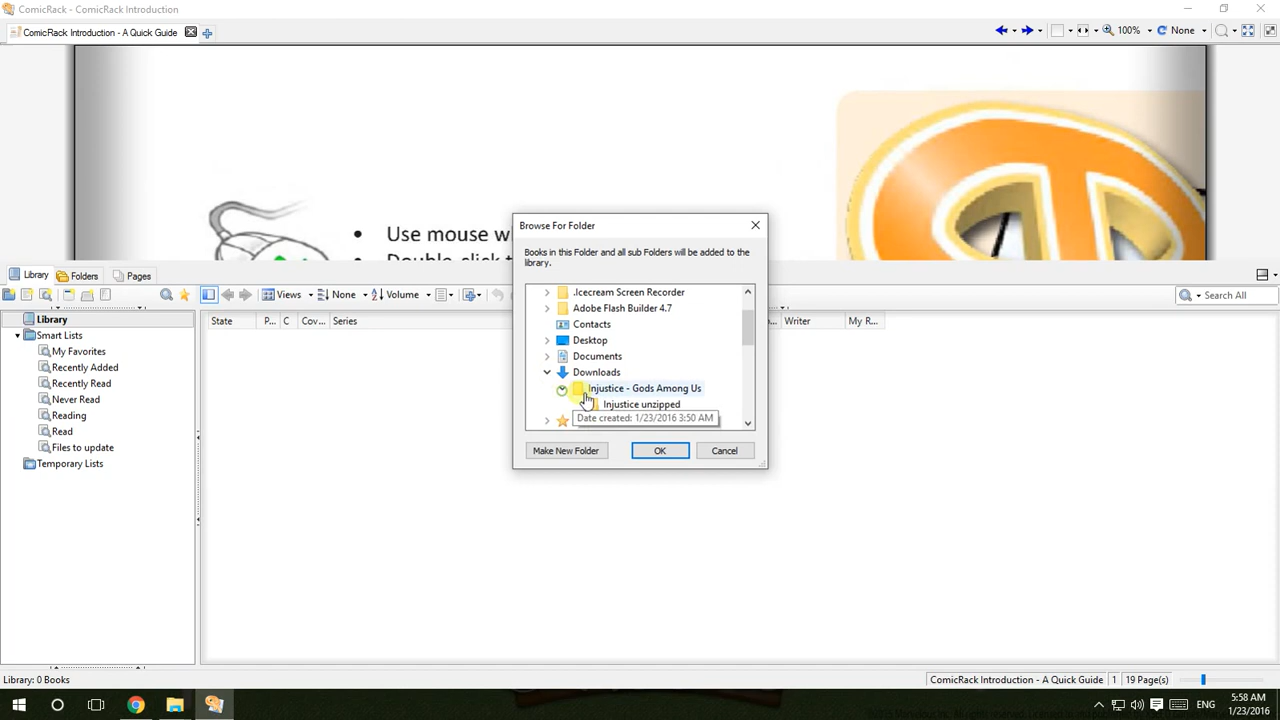 ComicRack - ComicRack Introduction
ComicRack Introduction - A Quick Guide
100%
None
Use mouse w
Library
Folders
Pages
Views
None
Volume
Search All
Library
Smart Lists
My Favorites
Recently Added
Recently Read
Never Read
Reading
Read
Files to update
Temporary Lists
State
P...
C
Cov...
Series
Writer
My R...
Browse For Folder
Books in this Folder and all sub Folders will be added to the
library.
.Icecream Screen Recorder
Adobe Flash Builder 4.7
Contacts
Desktop
Documents
Downloads
Injustice - Gods Among Us
Injustice unzipped
Date created: 1/23/2016 3:50 AM
Make New Folder
OK
Cancel
Library: 0 Books
ComicRack Introduction - A Quick Guide
1
19 Page(s)
ENG
5:58 AM
1/23/2016